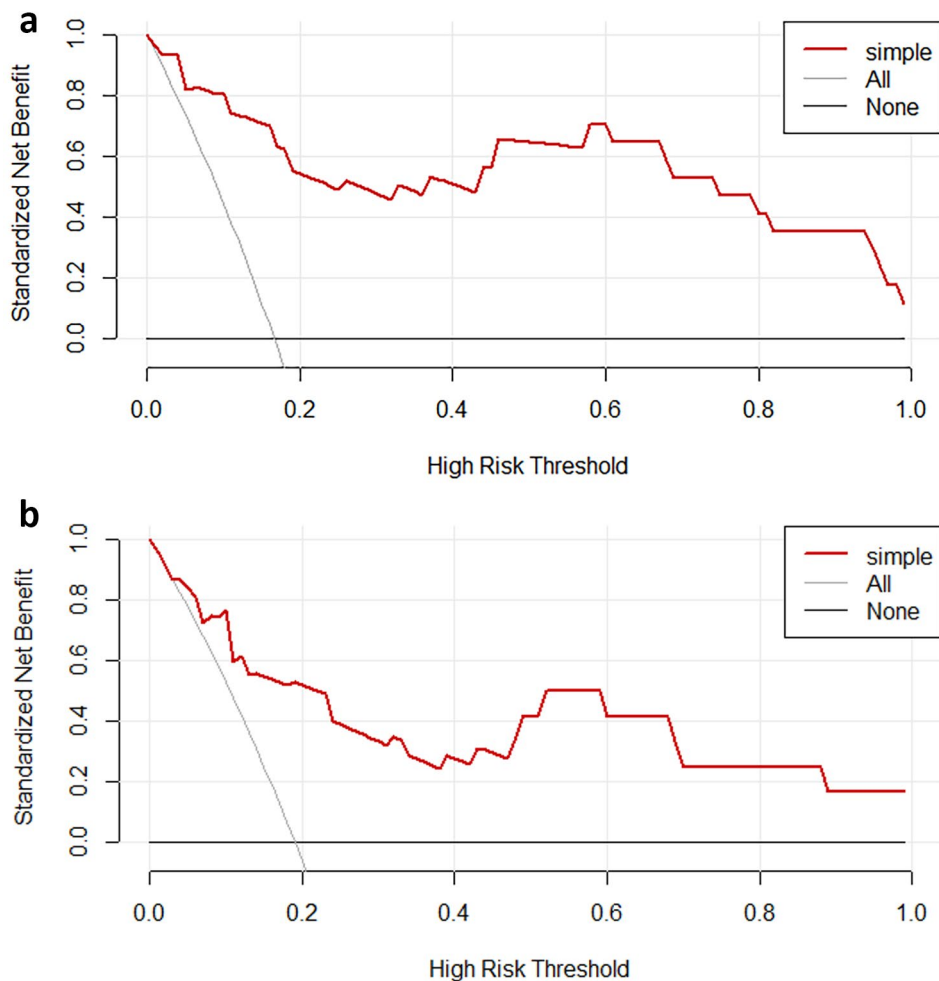 a
simple
All
None
Standardized Net Benefit
1.0
0.8
0.6
0.4
0.2
0.0
0.0 0.2 0.4 0.6 0.8 1.0
High Risk Threshold
b
simple
All
None
Standardized Net Benefit
1.0
0.8
0.6
0.4
0.2
0.0
0.0 0.2 0.4 0.6 0.8 1.0
High Risk Threshold